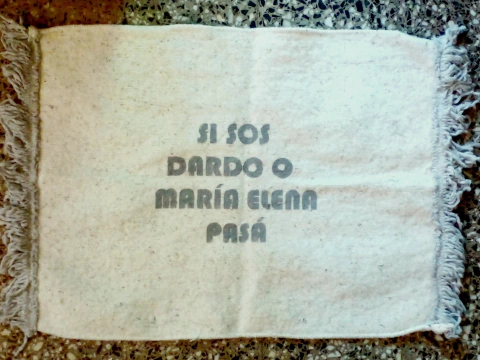 SI SOS
DARDO O
MARÍA ELENA
PASÁ